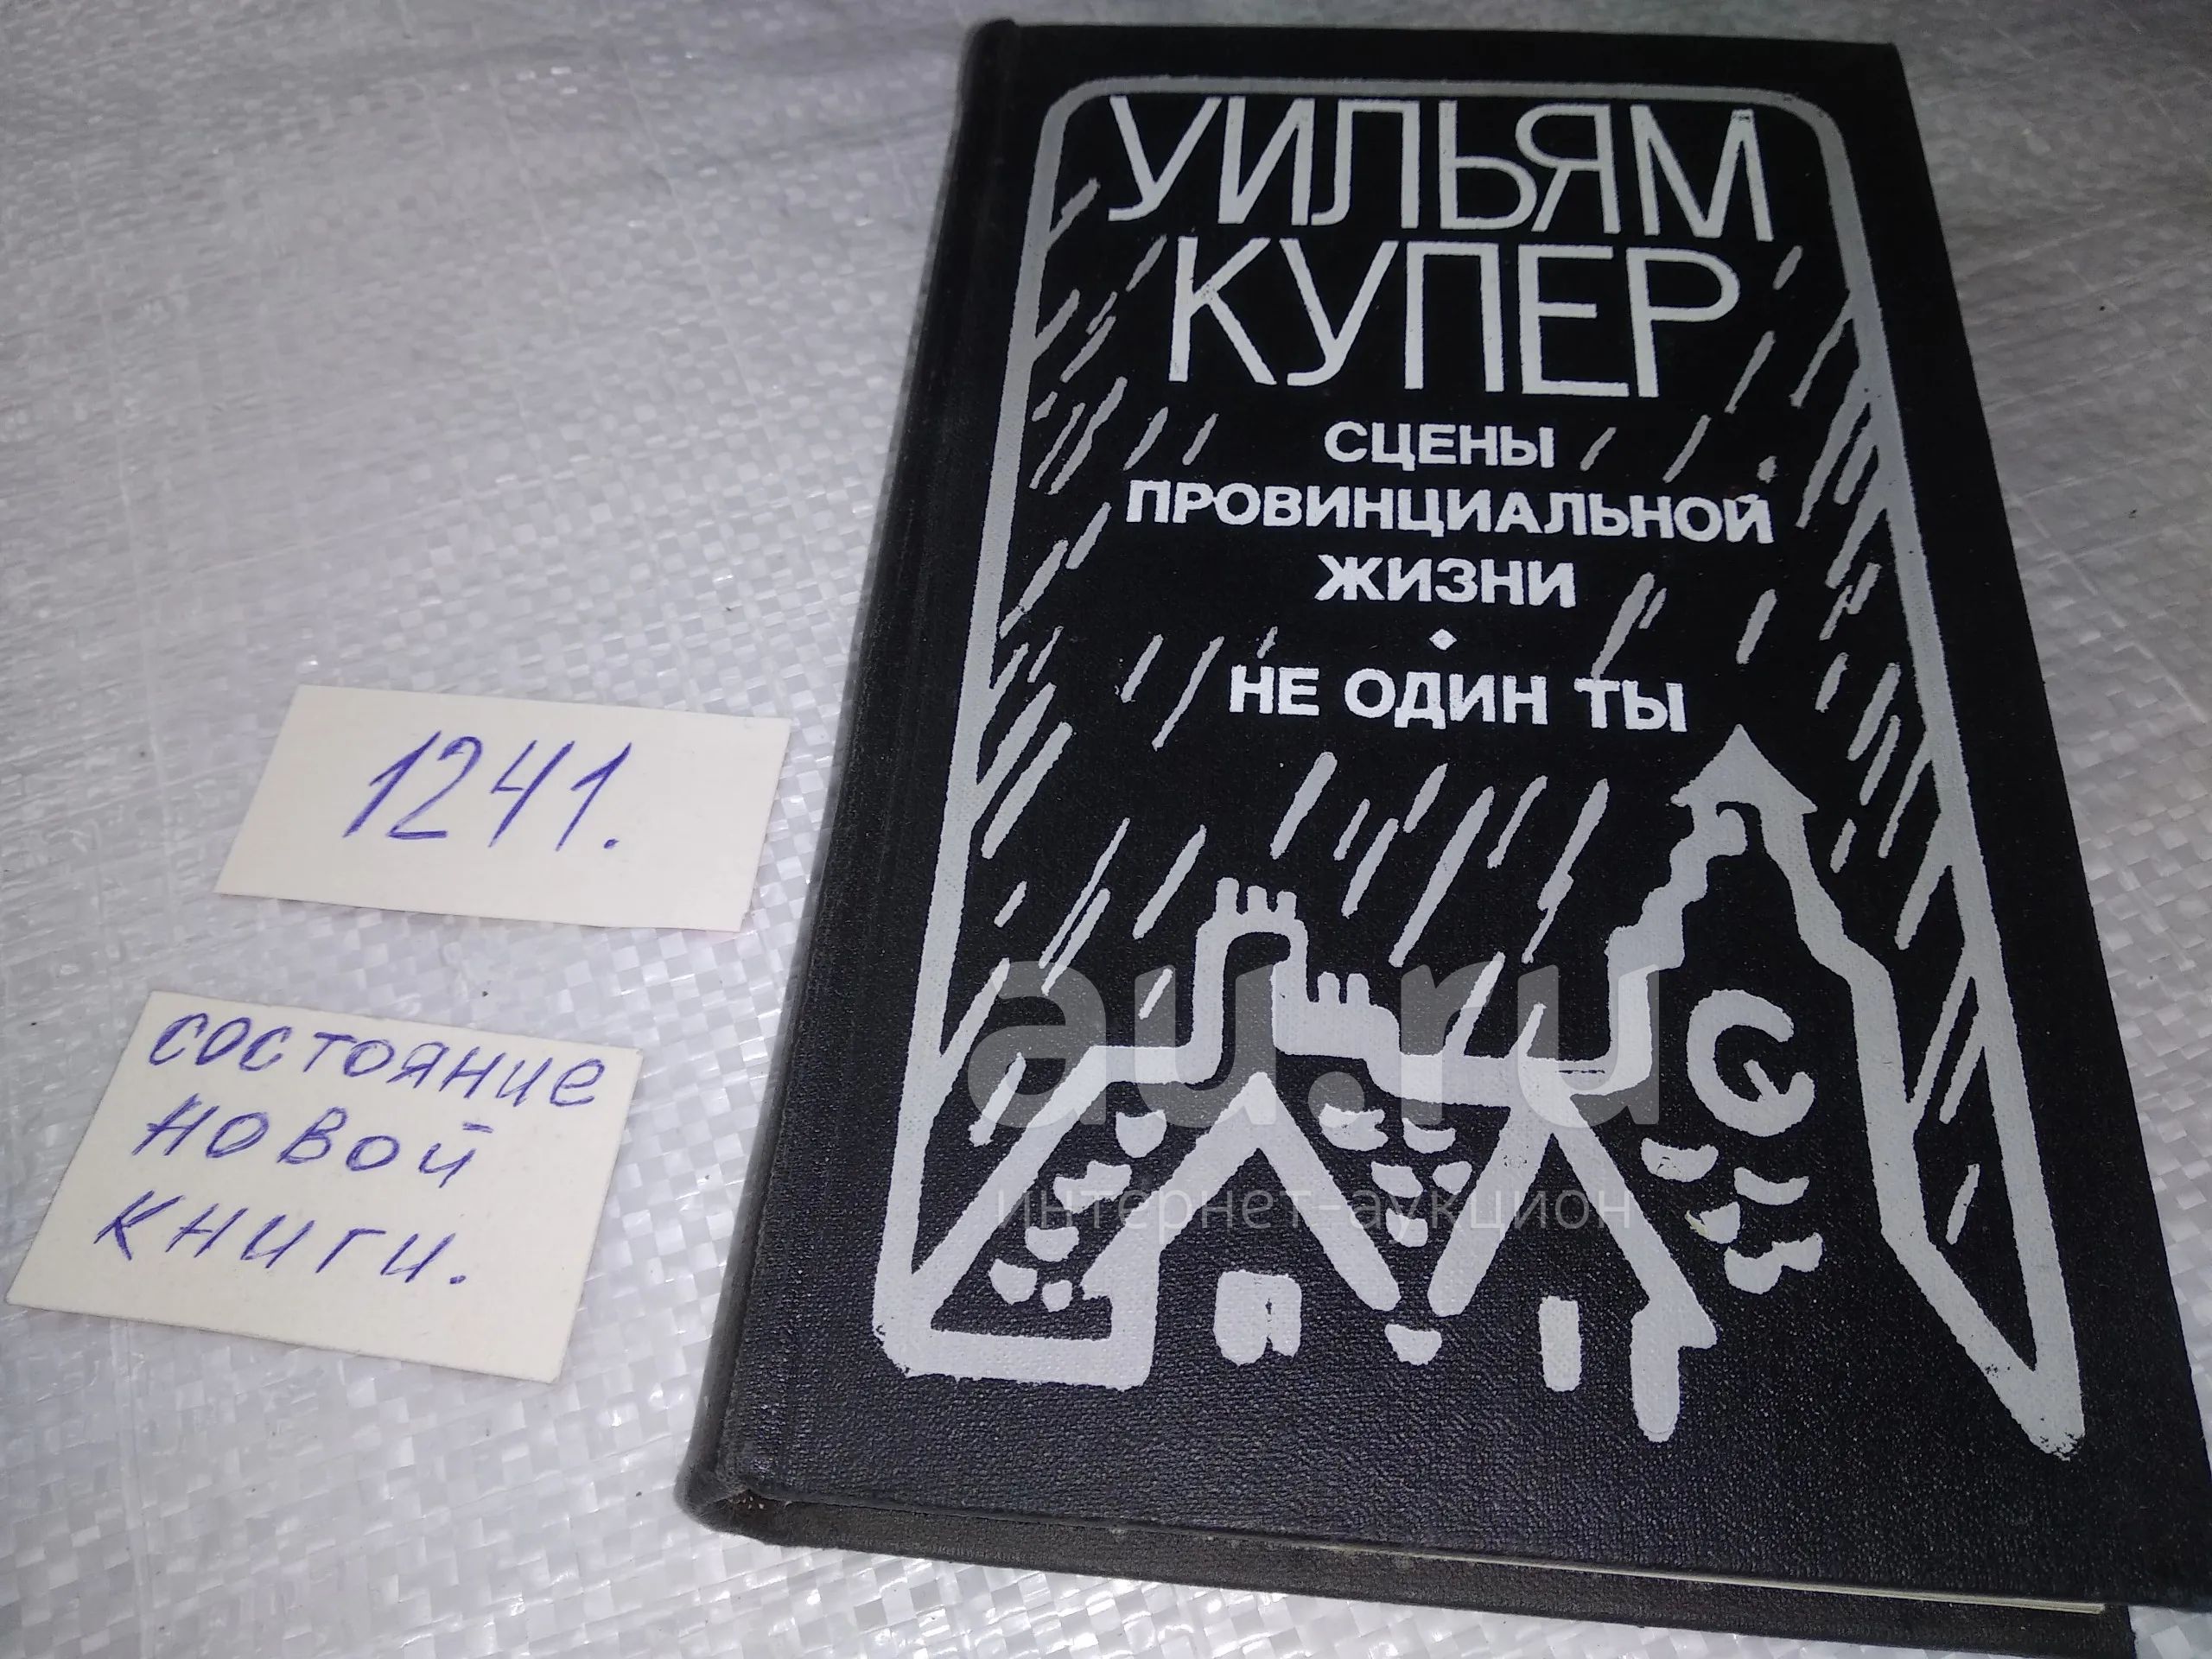 УИЛЬЯМ
КУПЕР
СЦЕНЫ
ПРОВИНЦИАЛЬНОЙ
ЖИЗНИ
НЕ ОДИН ТЫ
1241.
состояние
новой
книги.
au.ru
интернет-аукцион